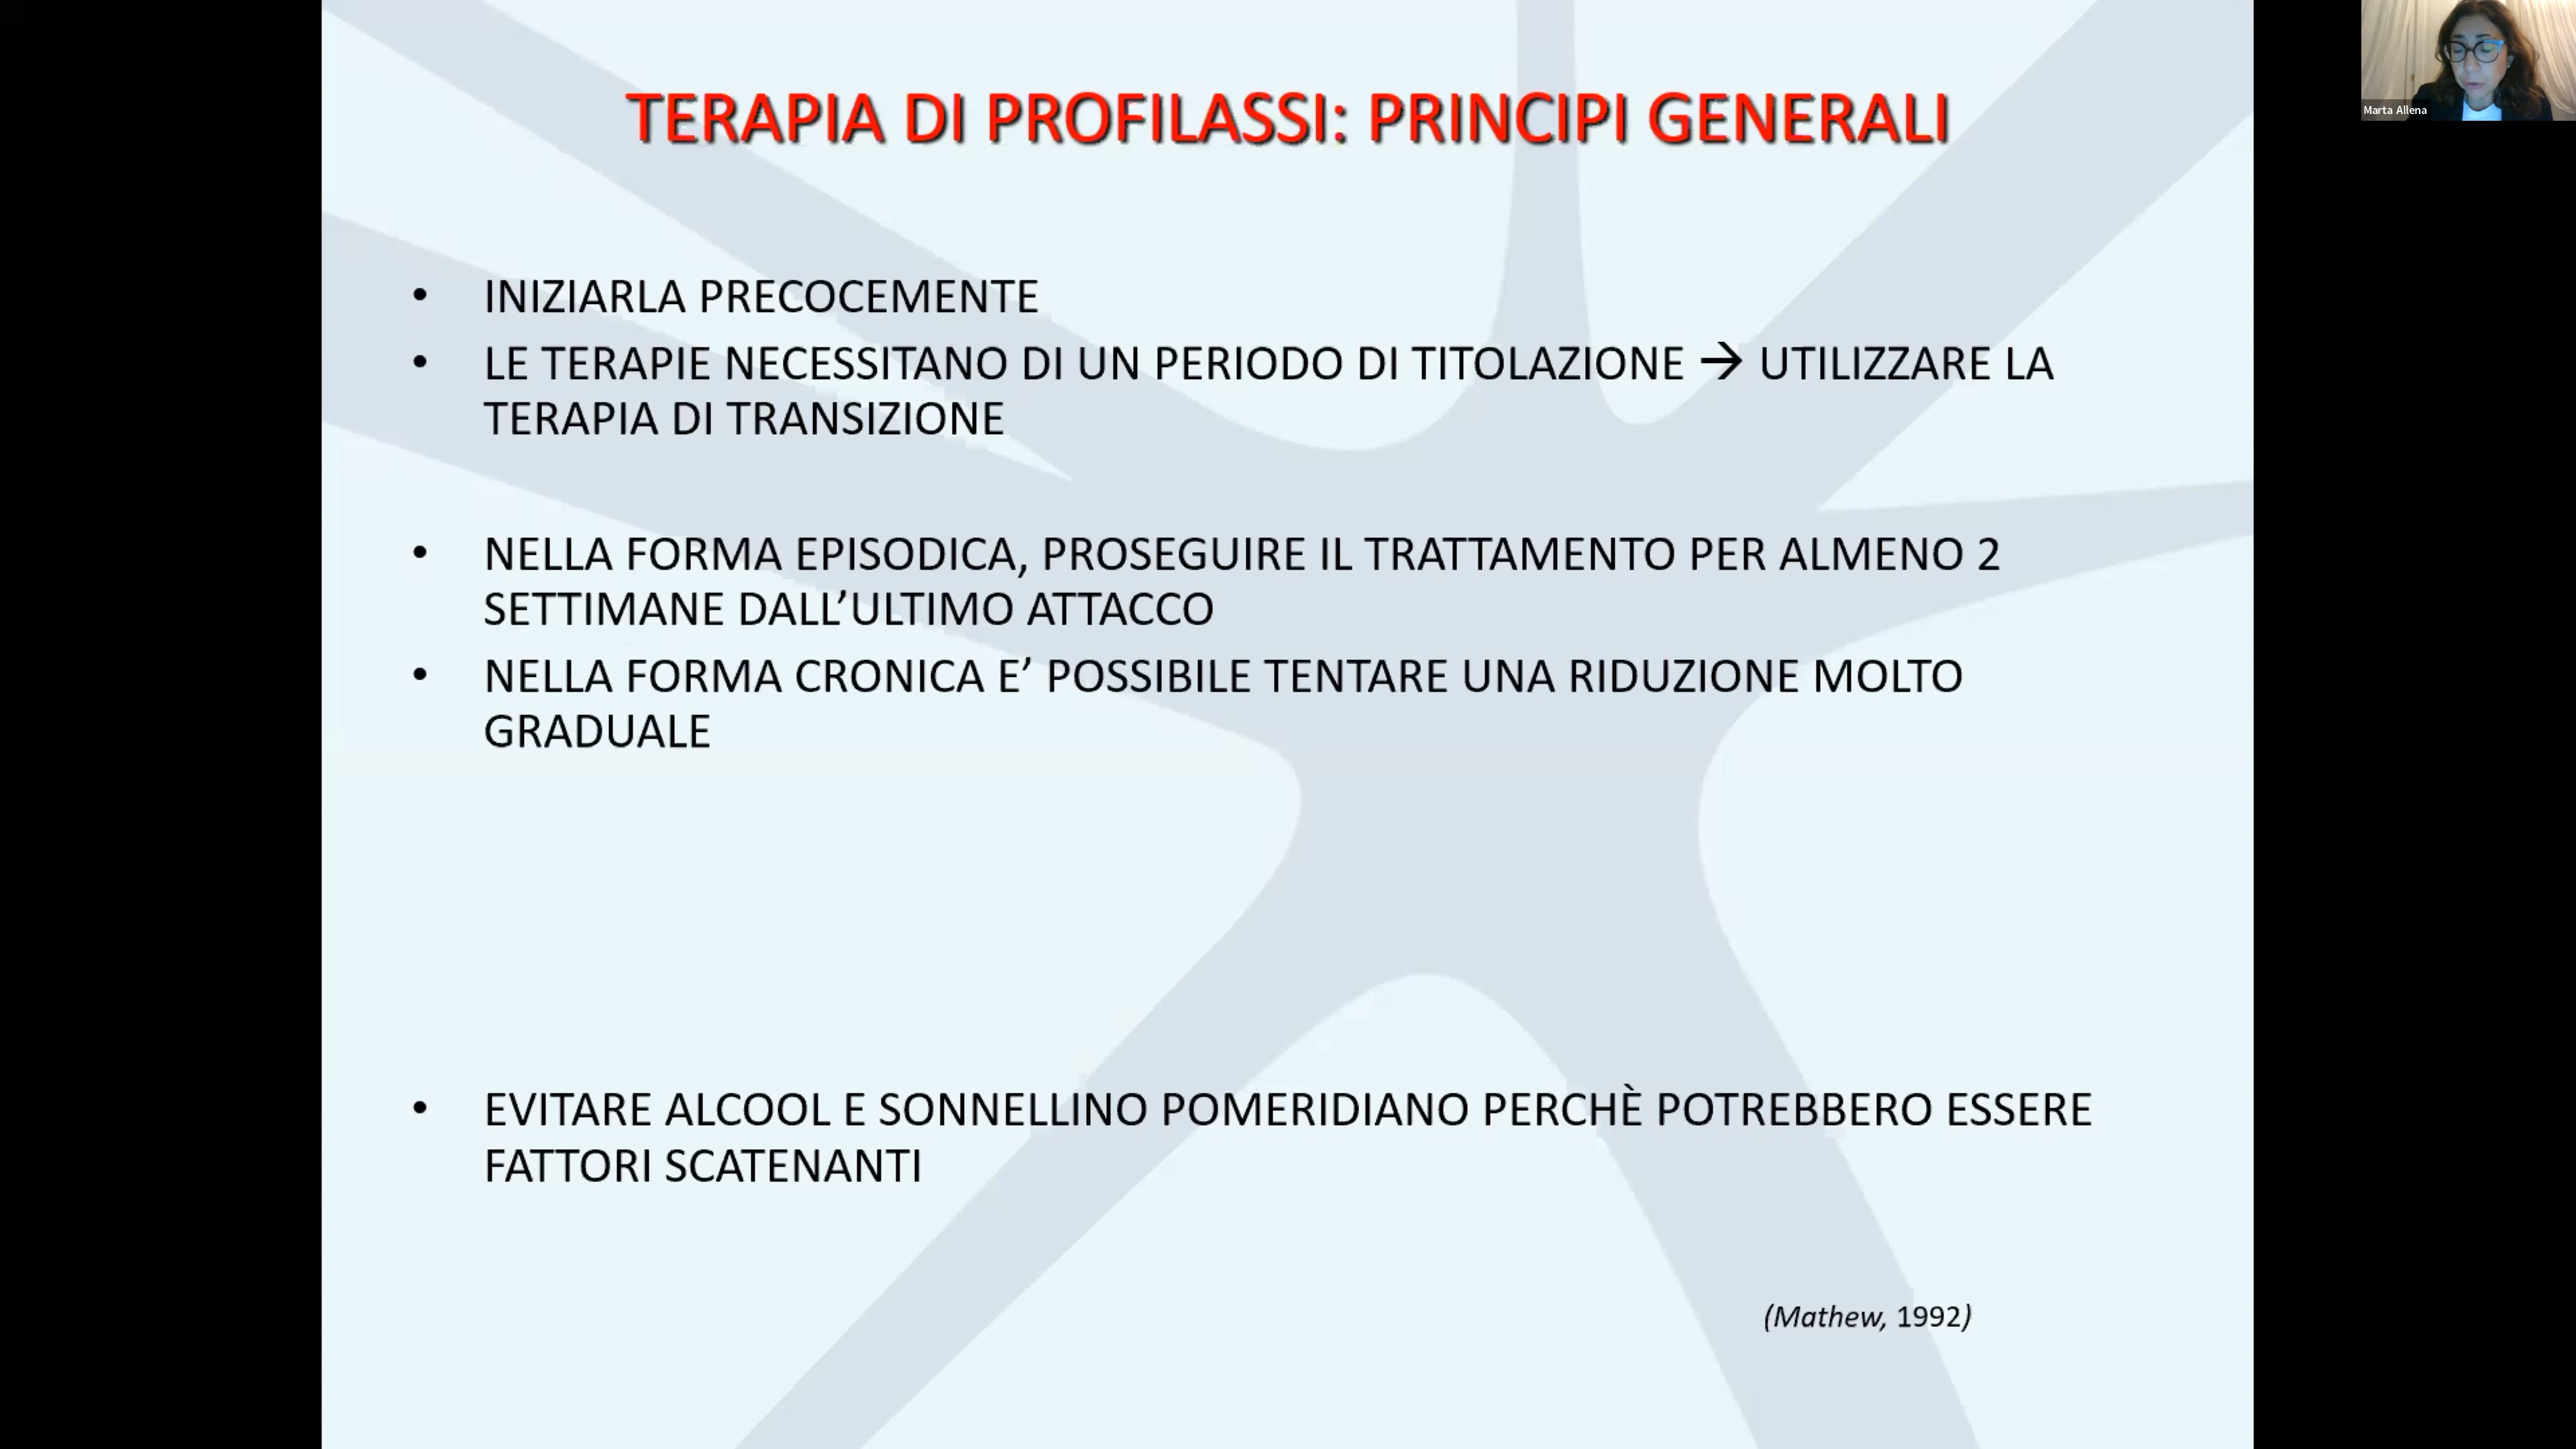 TERAPIA DI PROFILASSI: PRINCIPI GENERALI
Marta Allena
• INIZIARLA PRECOCEMENTE
• LE TERAPIE NECESSITANO DI UN PERIODO DI TITOLAZIONE → UTILIZZARE LA
TERAPIA DI TRANSIZIONE
• NELLA FORMA EPISODICA, PROSEGUIRE IL TRATTAMENTO PER ALMENO 2
SETTIMANE DALL’ULTIMO ATTACCO
• NELLA FORMA CRONICA E’ POSSIBILE TENTARE UNA RIDUZIONE MOLTO
GRADUALE
• EVITARE ALCOOL E SONNELLINO POMERIDIANO PERCHÈ POTREBBERO ESSERE
FATTORI SCATENANTI
(Mathew, 1992)